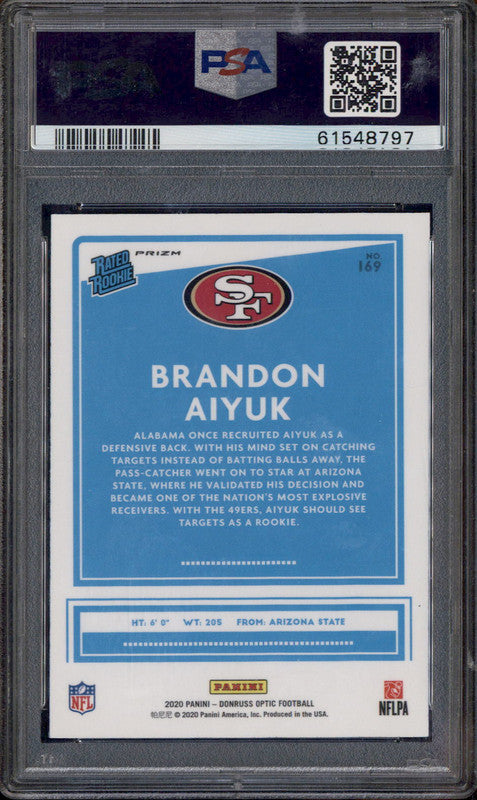 PSA
61548797
RATED ROOKIE
PRIZM
NO.
169
SF
BRANDON
AIYUK
ALABAMA ONCE RECRUITED AIYUK AS A
DEFENSIVE BACK. WITH HIS MIND SET ON CATCHING
TARGETS INSTEAD OF BATTING BALLS AWAY. THE
PASS-CATCHER WENT ON TO STAR AT ARIZONA
STATE, WHERE HE VALIDATED HIS DECISION AND
BECAME ONE OF THE NATION'S MOST EXPLOSIVE
RECEIVERS. WITH THE 49ERS, AIYUK SHOULD SEE
TARGETS AS A ROOKIE.
HT: 6' 0" WT: 205 FROM: ARIZONA STATE
PANINI
NFL
2020 PANINI – DONRUSS OPTIC FOOTBALL
帕尼尼 © 2020 Panini America, Inc. Produced in the USA.
NFLPA